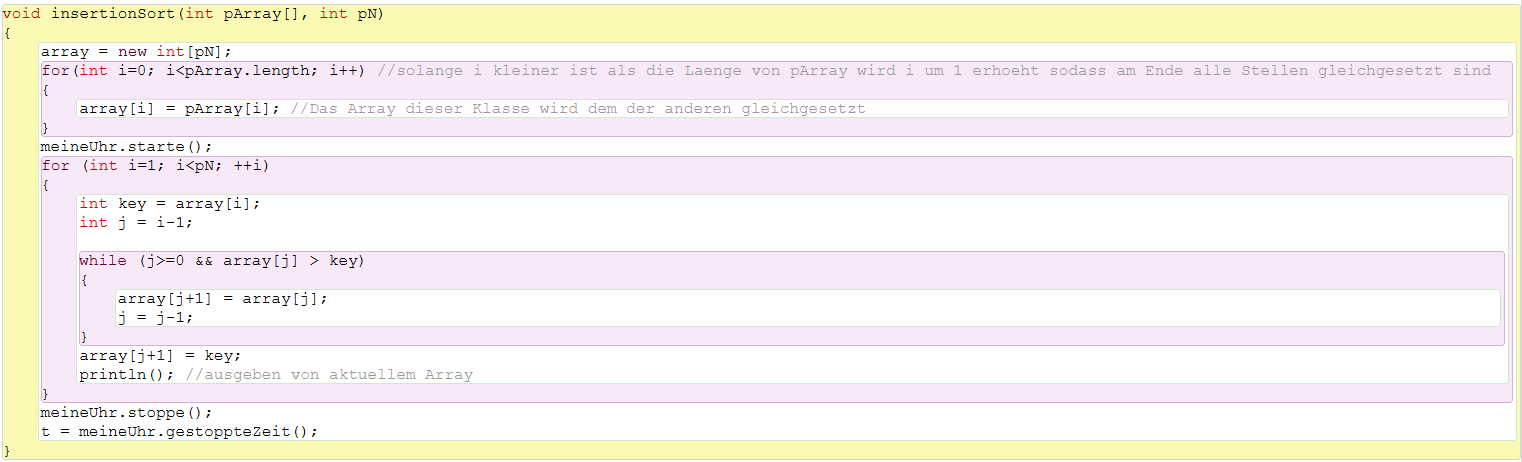 void insertionSort(int pArray[], int pN)
{
array = new int[pN];
for(int i=0; i<pArray.length; i++) //solange i kleiner ist als die Laenge von pArray wird i um 1 erhoeht sodass am Ende alle Stellen gleichgesetzt sind
{
array[i] = pArray[i]; //Das Array dieser Klasse wird dem der anderen gleichgesetzt
}
meineUhr.starte();
for (int i=1; i<pN; ++i)
{
int key = array[i];
int j = i-1;
while (j>=0 && array[j] > key)
{
array[j+1] = array[j];
j = j-1;
}
array[j+1] = key;
println(); //ausgeben von aktuellem Array
}
meineUhr.stoppe();
t = meineUhr.gestoppteZeit();
}